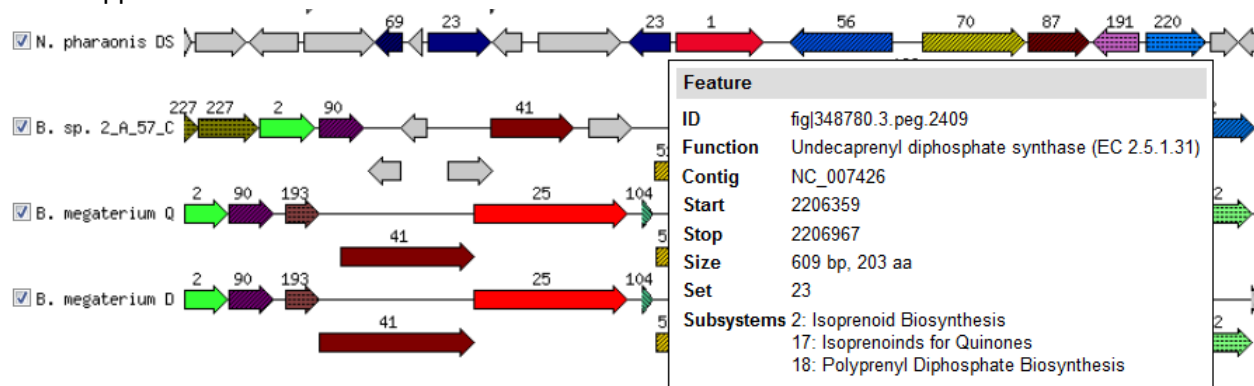 69 23 23 1 56 70 87 191 220
N. pharaonis DS
227 227 2 90 41
B. sp. 2_A_57_C
2 90 193 25 104
B. megaterium Q
41
2 90 193 25 104
B. megaterium D
41
Feature
ID fig|348780.3.peg.2409
Function Undecaprenyl diphosphate synthase (EC 2.5.1.31)
Contig NC_007426
Start 2206359
Stop 2206967
Size 609 bp, 203 aa
Set 23
Subsystems 2: Isoprenoid Biosynthesis
17: Isoprenoinds for Quinones
18: Polyprenyl Diphosphate Biosynthesis